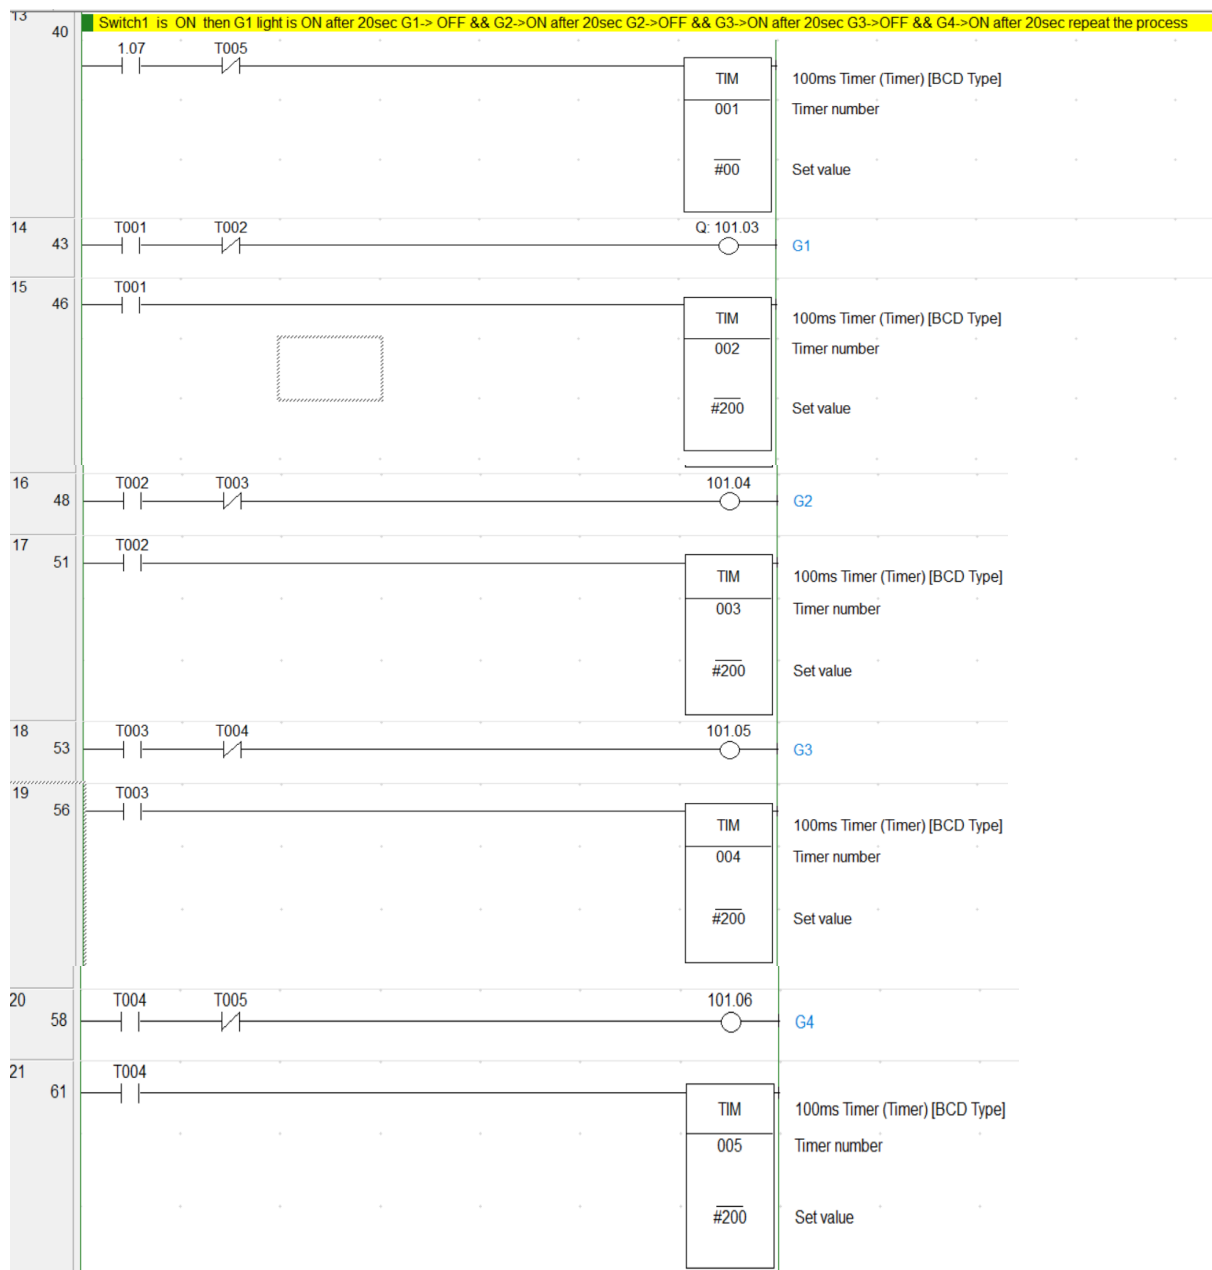 13
Switch1 is ON then G1 light is ON after 20sec G1-> OFF && G2->ON after 20sec G2->OFF && G3->ON after 20sec G3->OFF && G4->ON after 20sec repeat the process
40
1.07 T005
TIM 100ms Timer (Timer) [BCD Type]
001 Timer number
#00 Set value
14 T001 T002 Q: 101.03
43 G1
15 T001
46
TIM 100ms Timer (Timer) [BCD Type]
002 Timer number
#200 Set value
16 T002 T003 101.04
48 G2
17 T002
51
TIM 100ms Timer (Timer) [BCD Type]
003 Timer number
#200 Set value
18 T003 T004 101.05
53 G3
19 T003
56
TIM 100ms Timer (Timer) [BCD Type]
004 Timer number
#200 Set value
20 T004 T005 101.06
58 G4
21 T004
61
TIM 100ms Timer (Timer) [BCD Type]
005 Timer number
#200 Set value